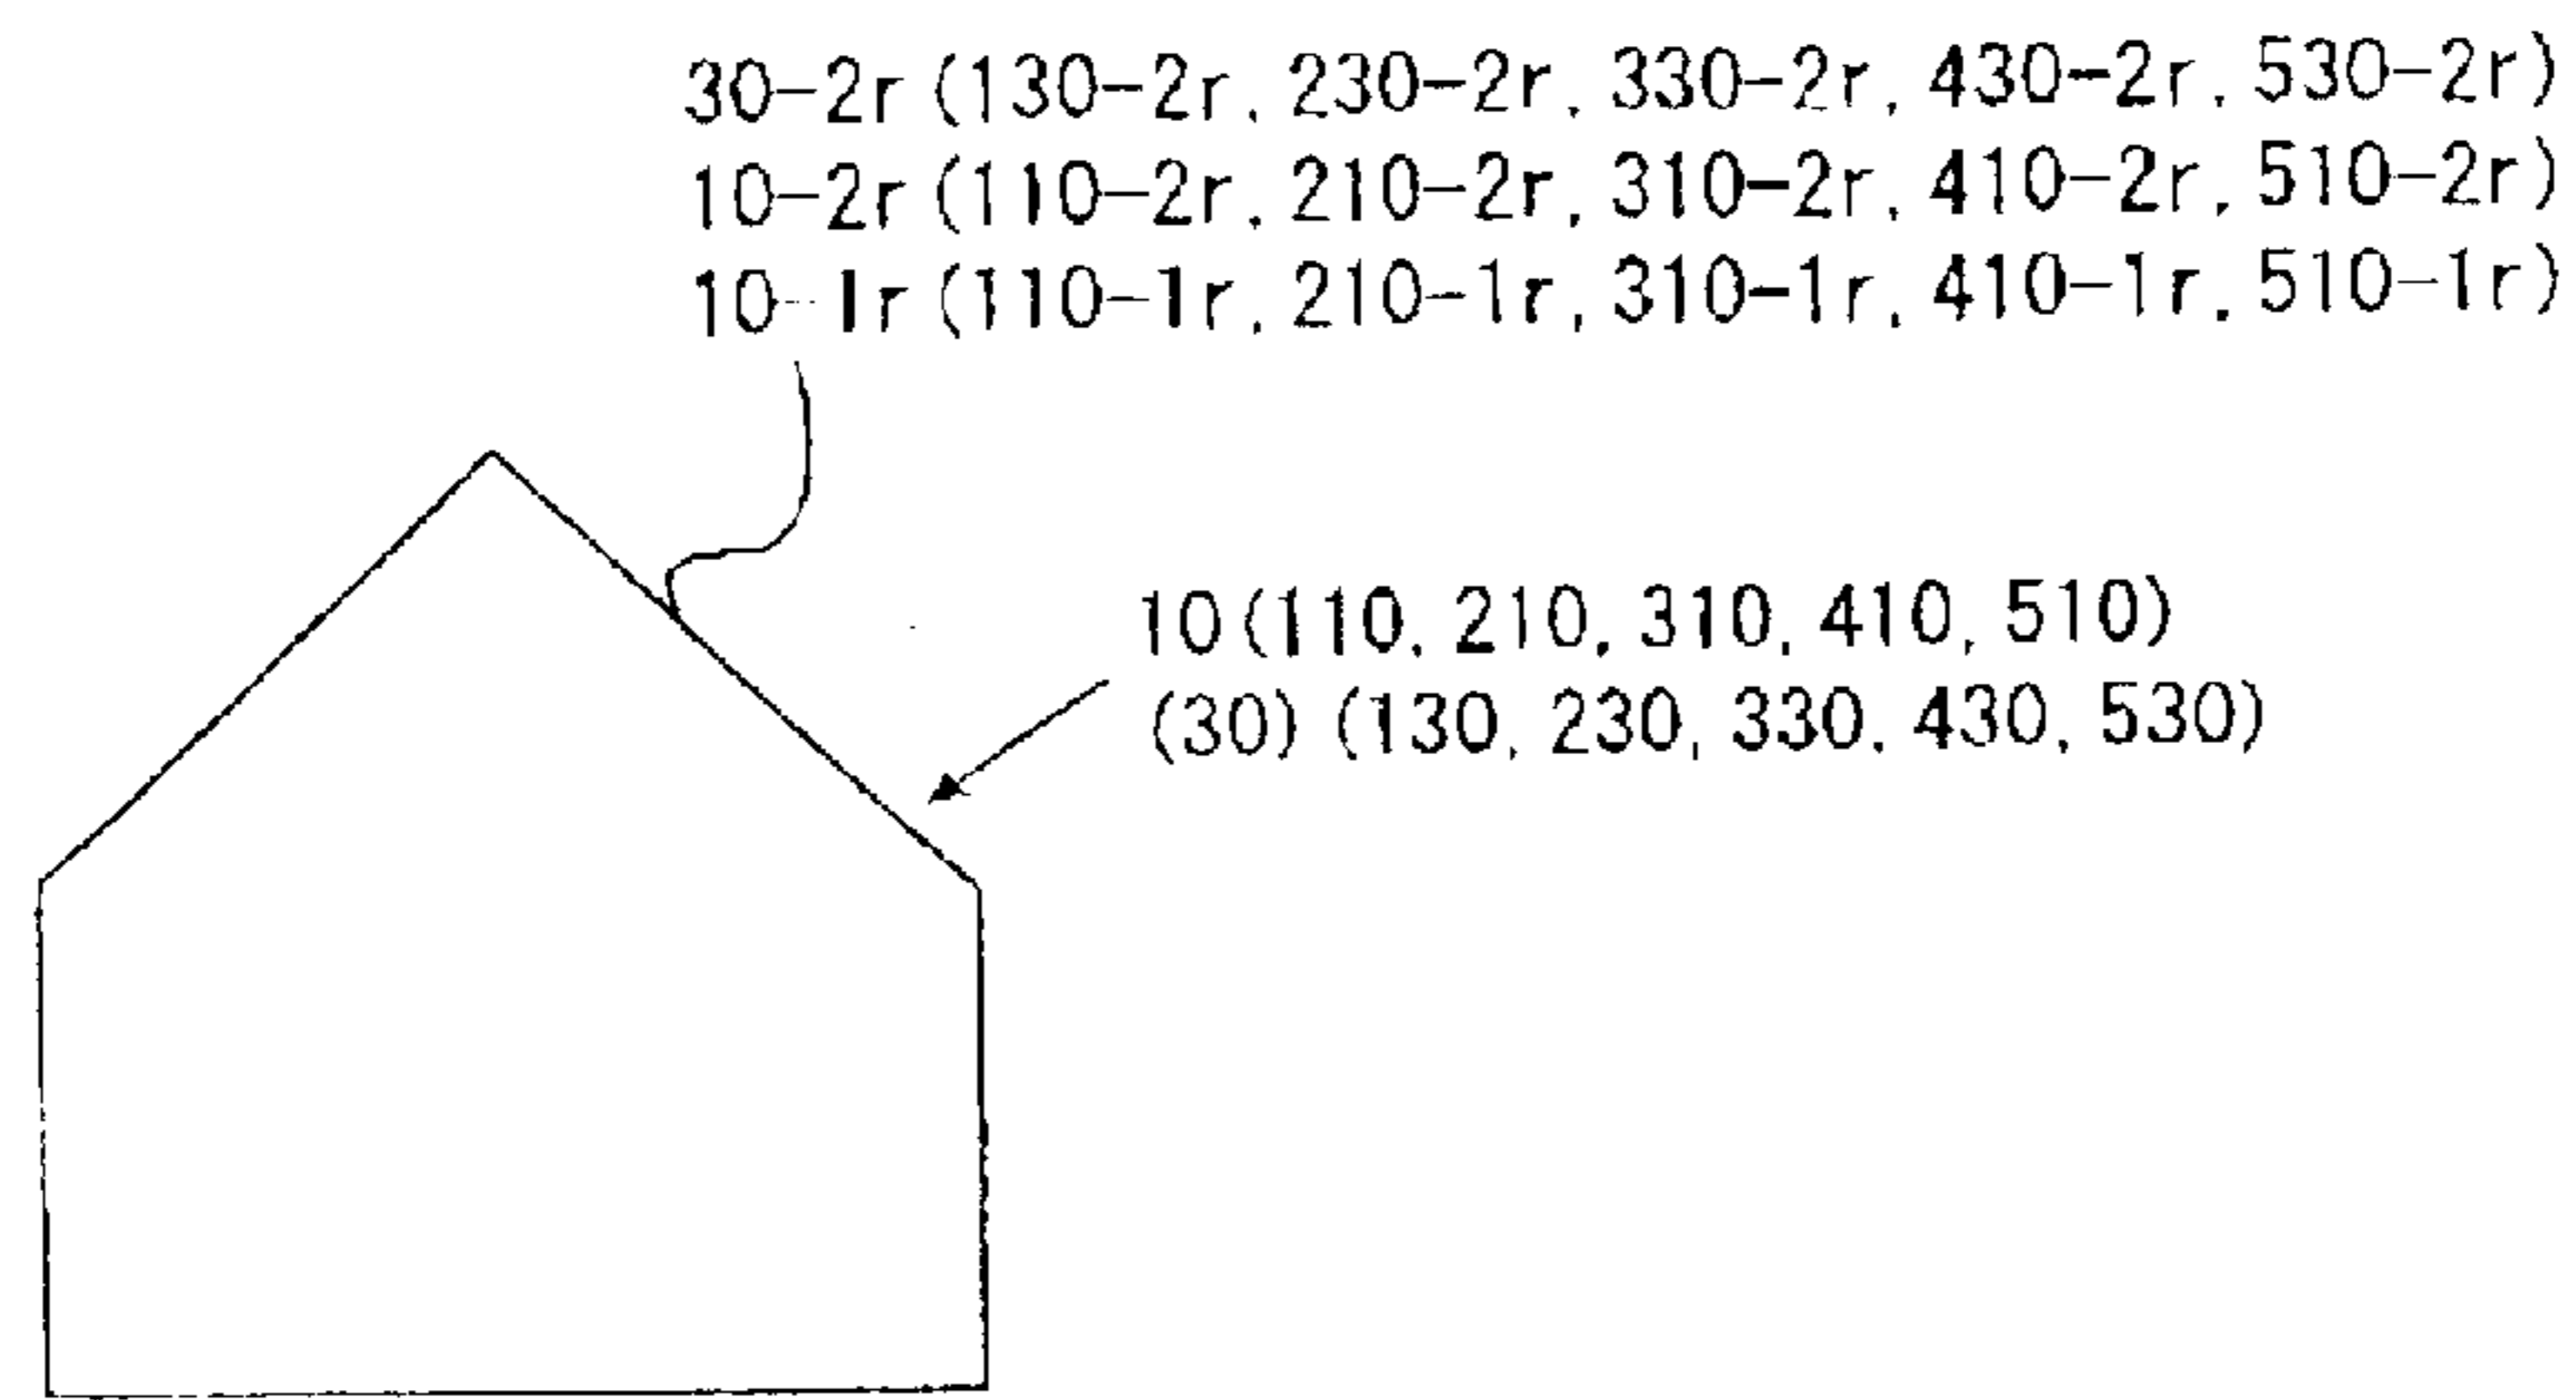 30-2r (130-2r, 230-2r, 330-2r, 430-2r, 530-2r)
10-2r (110-2r, 210-2r, 310-2r, 410-2r, 510-2r)
10-1r (110-1r, 210-1r, 310-1r, 410-1r, 510-1r)
10 (110, 210, 310, 410, 510)
(30) (130, 230, 330, 430, 530)